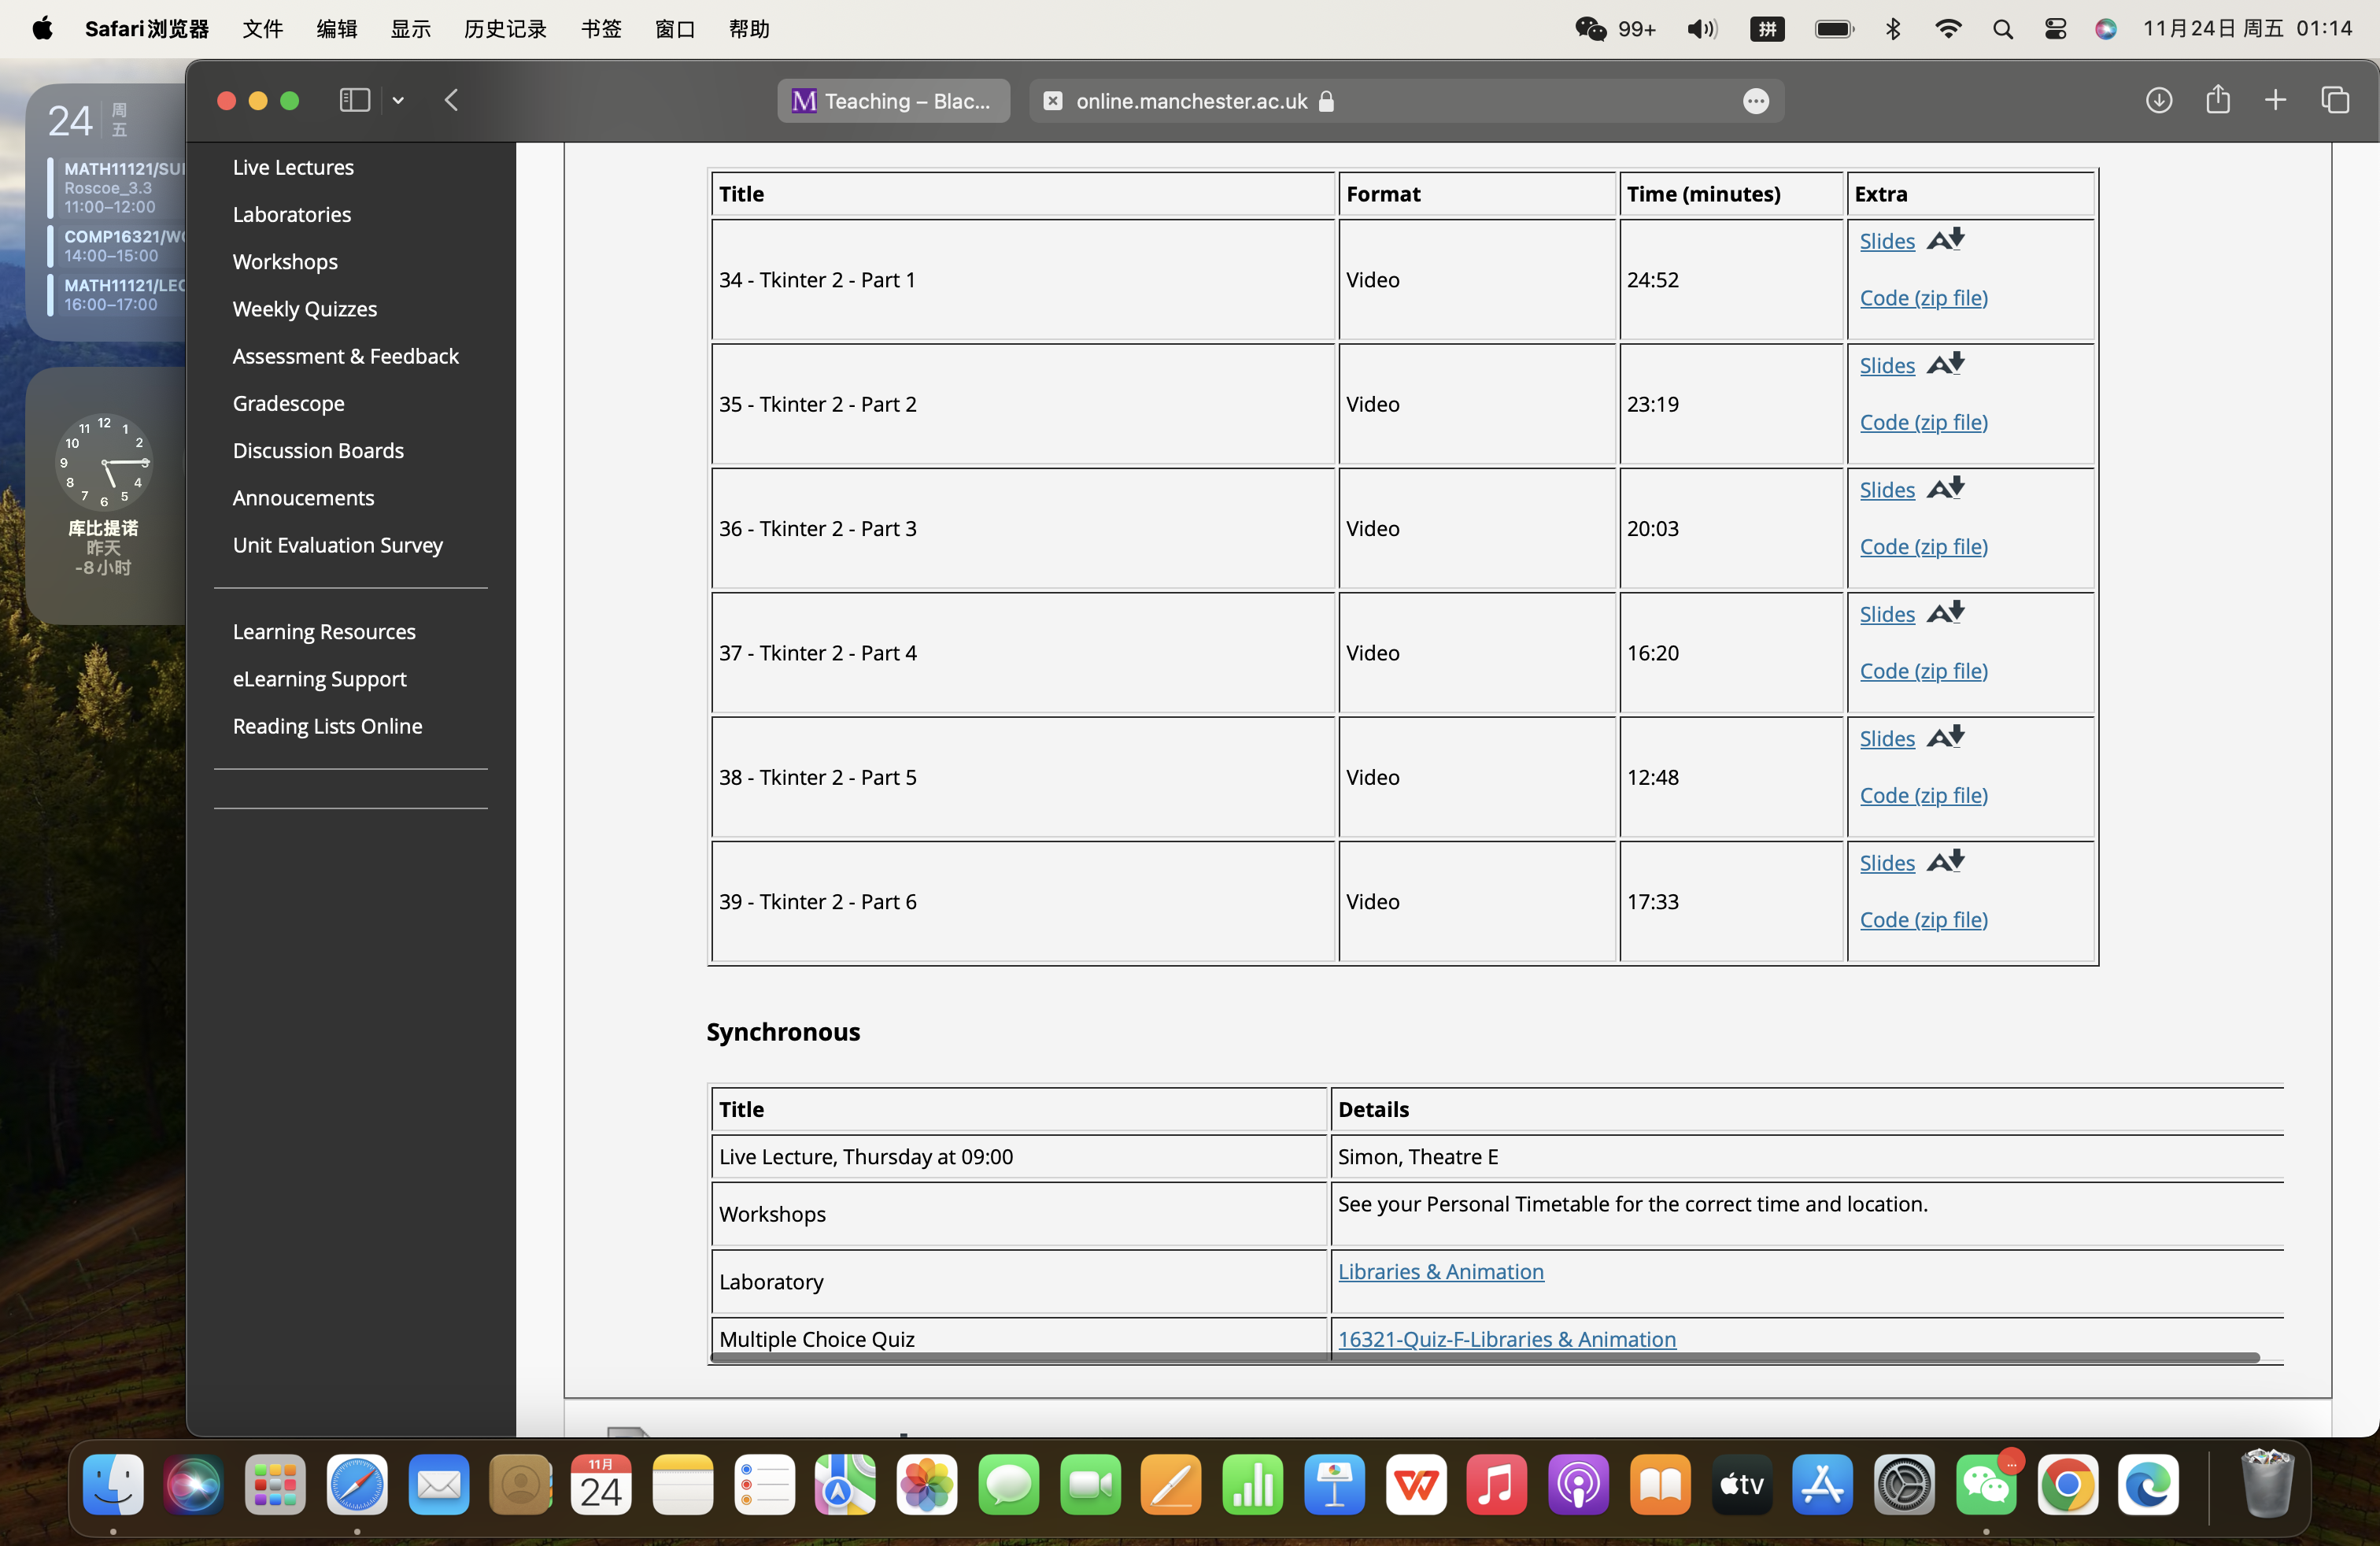 Safari浏览器 文件 编辑 显示 历史记录 书签 窗口 帮助 99+ 拼 11月24日 周五 01:14
24 周五
MATH11121/SU
Roscoe_3.3
11:00–12:00
COMP16321/W
14:00–15:00
MATH11121/LEC
16:00–17:00
12 1 2 3 4 5 6 7 8 9 10 11
库比提诺
昨天
-8小时
M Teaching – Blac... online.manchester.ac.uk
Live Lectures
Laboratories
Workshops
Weekly Quizzes
Assessment & Feedback
Gradescope
Discussion Boards
Annoucements
Unit Evaluation Survey
Learning Resources
eLearning Support
Reading Lists Online
Title Format Time (minutes) Extra
34 - Tkinter 2 - Part 1 Video 24:52 Slides
Code (zip file)
35 - Tkinter 2 - Part 2 Video 23:19 Slides
Code (zip file)
36 - Tkinter 2 - Part 3 Video 20:03 Slides
Code (zip file)
37 - Tkinter 2 - Part 4 Video 16:20 Slides
Code (zip file)
38 - Tkinter 2 - Part 5 Video 12:48 Slides
Code (zip file)
39 - Tkinter 2 - Part 6 Video 17:33 Slides
Code (zip file)
Synchronous
Title Details
Live Lecture, Thursday at 09:00 Simon, Theatre E
Workshops See your Personal Timetable for the correct time and location.
Laboratory Libraries & Animation
Multiple Choice Quiz 16321-Quiz-F-Libraries & Animation
11月
24
tv